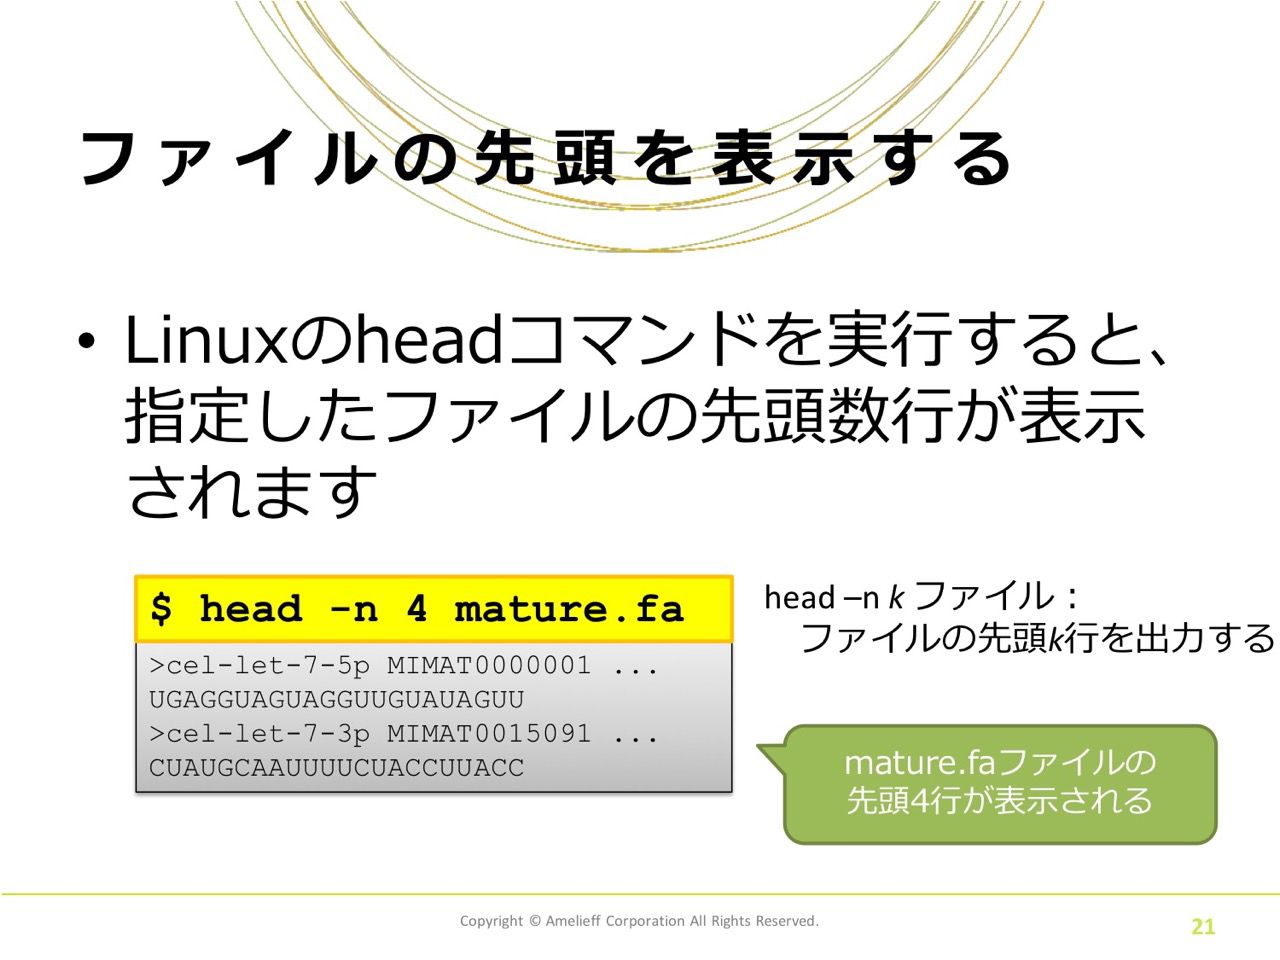 ファイルの先頭を表示する
• Linuxのheadコマンドを実行すると、
指定したファイルの先頭数行が表示
されます
$ head -n 4 mature.fa
>cel-let-7-5p MIMAT0000001 ...
UGAGGUAGUAGGUUGUAUAGUU
>cel-let-7-3p MIMAT0015091 ...
CUAUGCAAUUUUCUACCUUACC
head –n k ファイル：
ファイルの先頭k行を出力する
mature.faファイルの
先頭4行が表示される
Copyright © Amelieff Corporation All Rights Reserved.
21